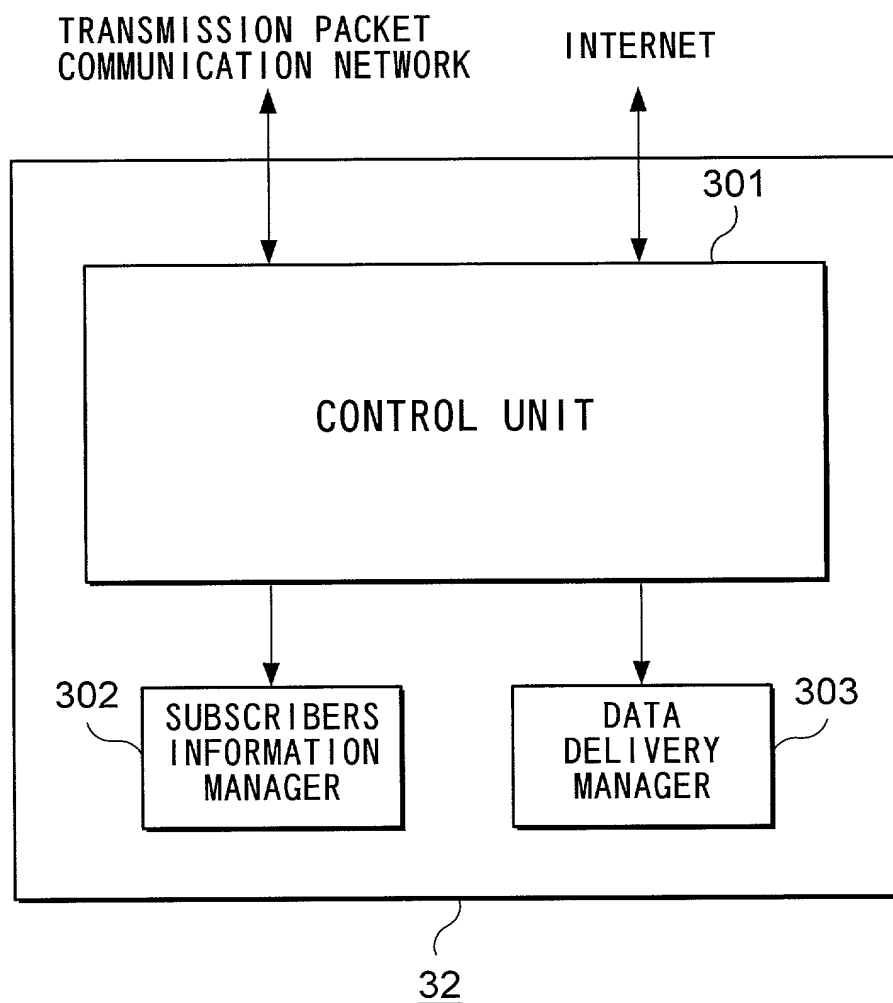 TRANSMISSION PACKET
COMMUNICATION NETWORK
INTERNET
301
CONTROL UNIT
302
SUBSCRIBERS
INFORMATION
MANAGER
DATA
DELIVERY
MANAGER
303
32